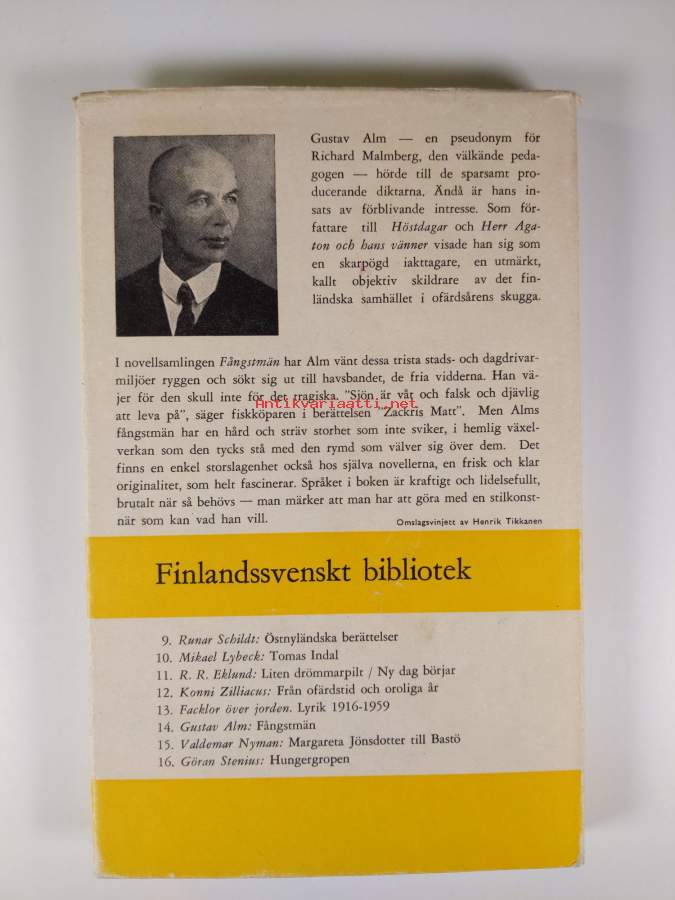 Gustav Alm — en pseudonym för
Richard Malmberg, den välkände peda-
gogen — hörde till de sparsamt pro-
ducerande diktarna. Ändå är hans in-
sats av förblivande intresse. Som för-
fattare till Höstdagar och Herr Aga-
ton och hans vänner visade han sig som
en skarpögd iakttagare, en utmärkt,
kallt objektiv skildrare av det fin-
ländska samhället i ofärdsårens skugga.
I novellsamlingen Fångstmän har Alm vänt dessa trista stads- och dagdrivar-
miljöer ryggen och sökt sig ut till havsbandet, de fria vidderna. Han vä-
jer för den skull inte för det tragiska. "Sjön är våt och falsk och djävlig
Antikvariaatti.net
att leva på", säger fiskköparen i berättelsen "Zackris Matt". Men Alms
fångstmän har en hård och sträv storhet som inte sviker, i hemlig växel-
verkan som den tycks stå med den rymd som välver sig över dem. Det
finns en enkel storslagenhet också hos själva novellerna, en frisk och klar
originalitet, som helt fascinerar. Språket i boken är kraftigt och lidelsefullt,
brutalt när så behövs — man märker att man har att göra med en stilkonst-
när som kan vad han vill.
Omslagsvinjett av Henrik Tikkanen
Finlandssvenskt bibliotek
9. Runar Schildt: Östnyländska berättelser
10. Mikael Lybeck: Tomas Indal
11. R. R. Eklund: Liten drömmarpilt / Ny dag börjar
12. Konni Zilliacus: Från ofärdstid och oroliga år
13. Facklor över jorden. Lyrik 1916-1959
14. Gustav Alm: Fångstmän
15. Valdemar Nyman: Margareta Jönsdotter till Bastö
16. Göran Stenius: Hungergropen